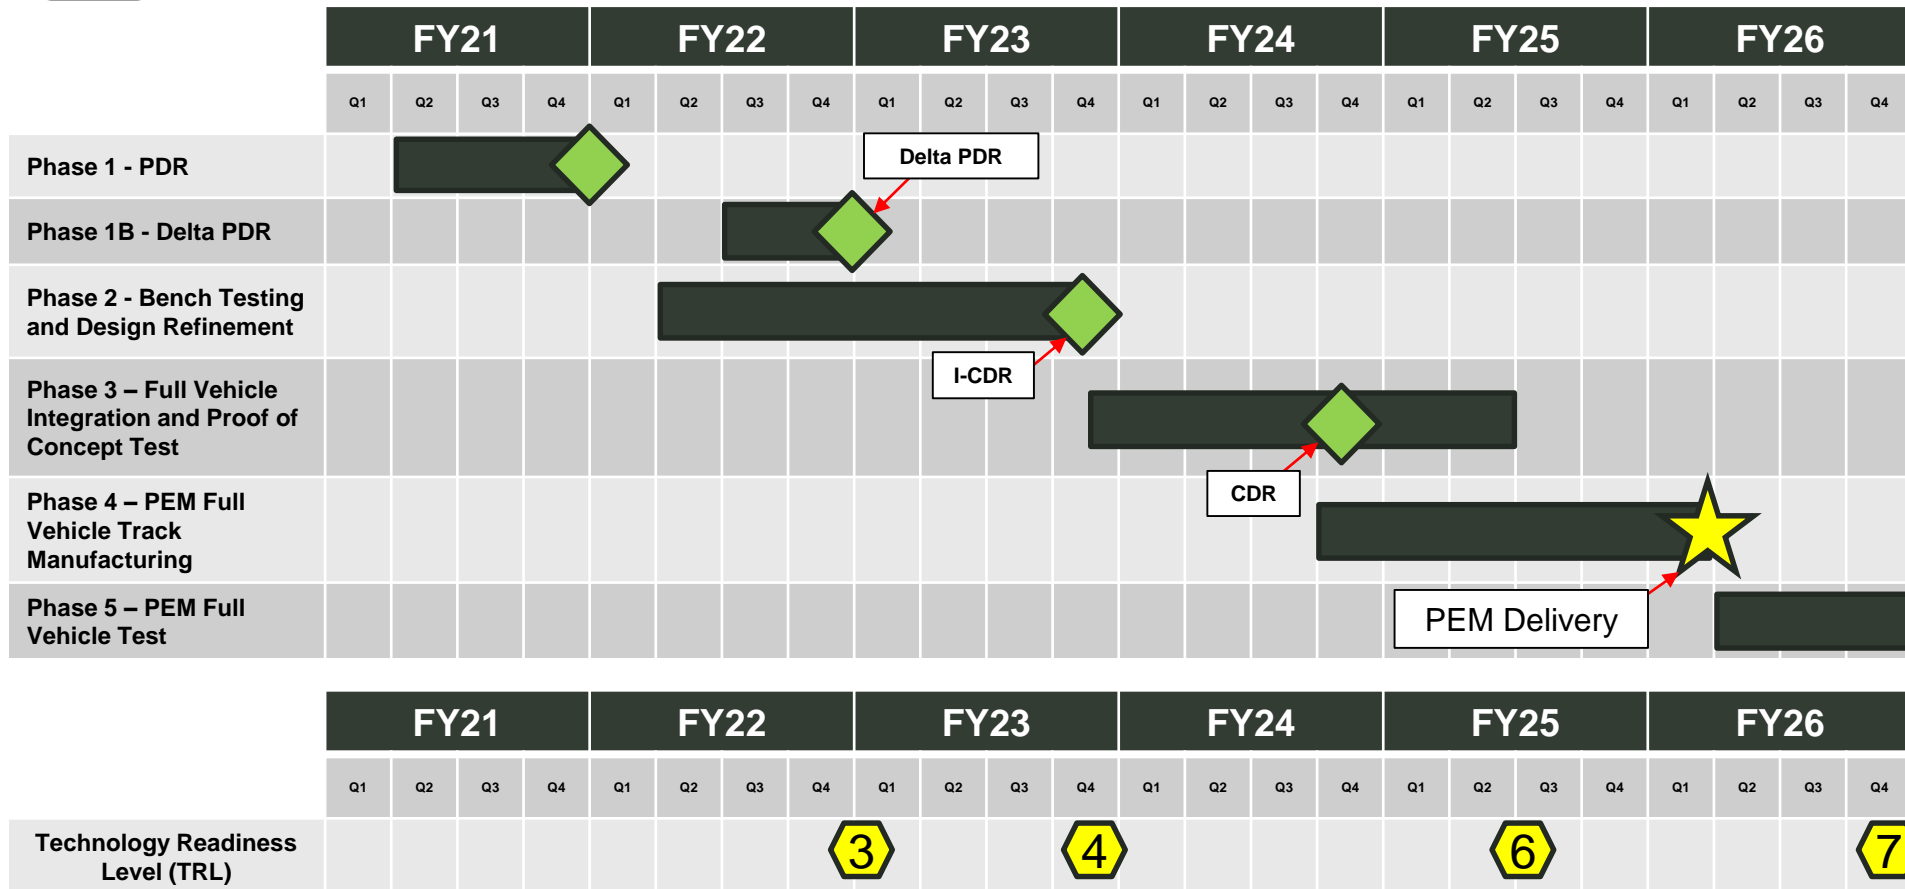 FY21 FY22 FY23 FY24 FY25 FY26
Q1 Q2 Q3 Q4 Q1 Q2 Q3 Q4 Q1 Q2 Q3 Q4 Q1 Q2 Q3 Q4 Q1 Q2 Q3 Q4 Q1 Q2 Q3 Q4
Phase 1 - PDR
Delta PDR
Phase 1B - Delta PDR
Phase 2 - Bench Testing
and Design Refinement
I-CDR
Phase 3 – Full Vehicle
Integration and Proof of
Concept Test
CDR
Phase 4 – PEM Full
Vehicle Track
Manufacturing
PEM Delivery
Phase 5 – PEM Full
Vehicle Test
FY21 FY22 FY23 FY24 FY25 FY26
Q1 Q2 Q3 Q4 Q1 Q2 Q3 Q4 Q1 Q2 Q3 Q4 Q1 Q2 Q3 Q4 Q1 Q2 Q3 Q4 Q1 Q2 Q3 Q4
Technology Readiness
Level (TRL)
3 4 6 7